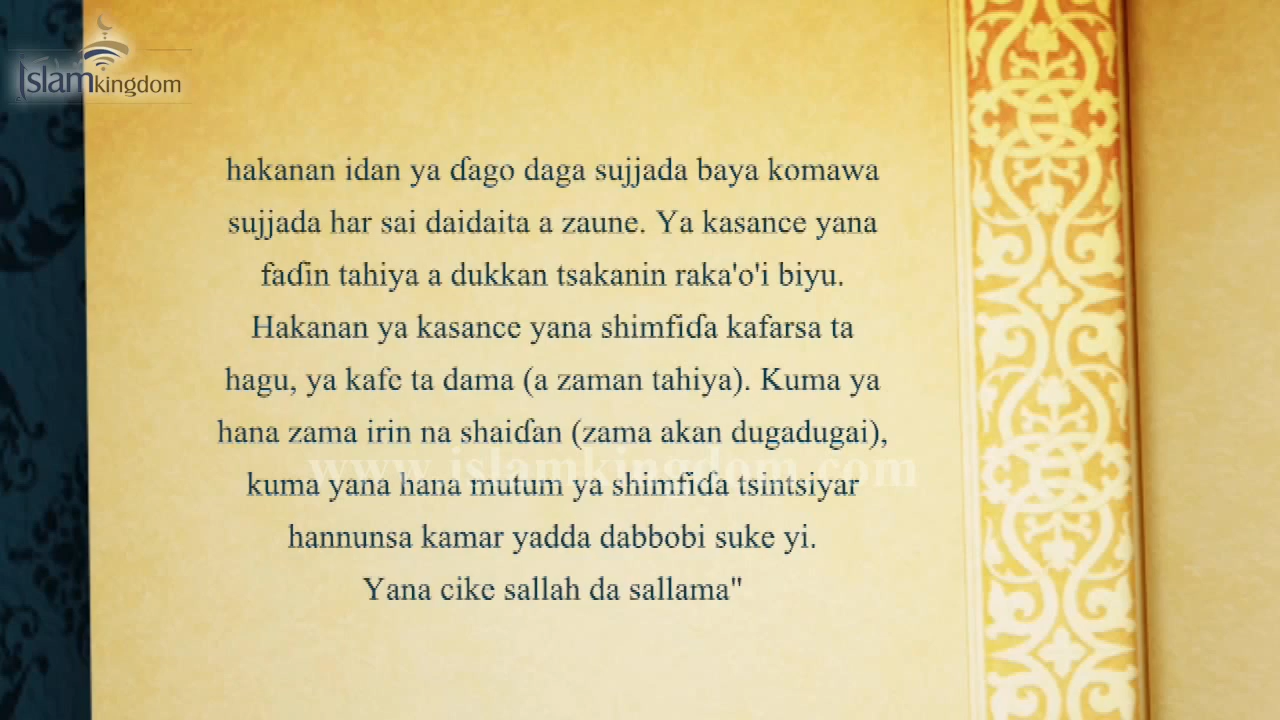 Islamkingdom
hakanan idan ya ɗago daga sujjada baya komawa
sujjada har sai daidaita a zaune. Ya kasance yana
faɗin tahiya a dukkan tsakanin raka'o'i biyu.
Hakanan ya kasance yana shimfiɗa kafarsa ta
hagu, ya kafe ta dama (a zaman tahiya). Kuma ya
hana zama irin na shaiɗan (zama akan dugadugai),
www.islamkingdom.com
kuma yana hana mutum ya shimfiɗa tsintsiyar
hannunsa kamar yadda dabbobi suke yi.
Yana cike sallah da sallama"